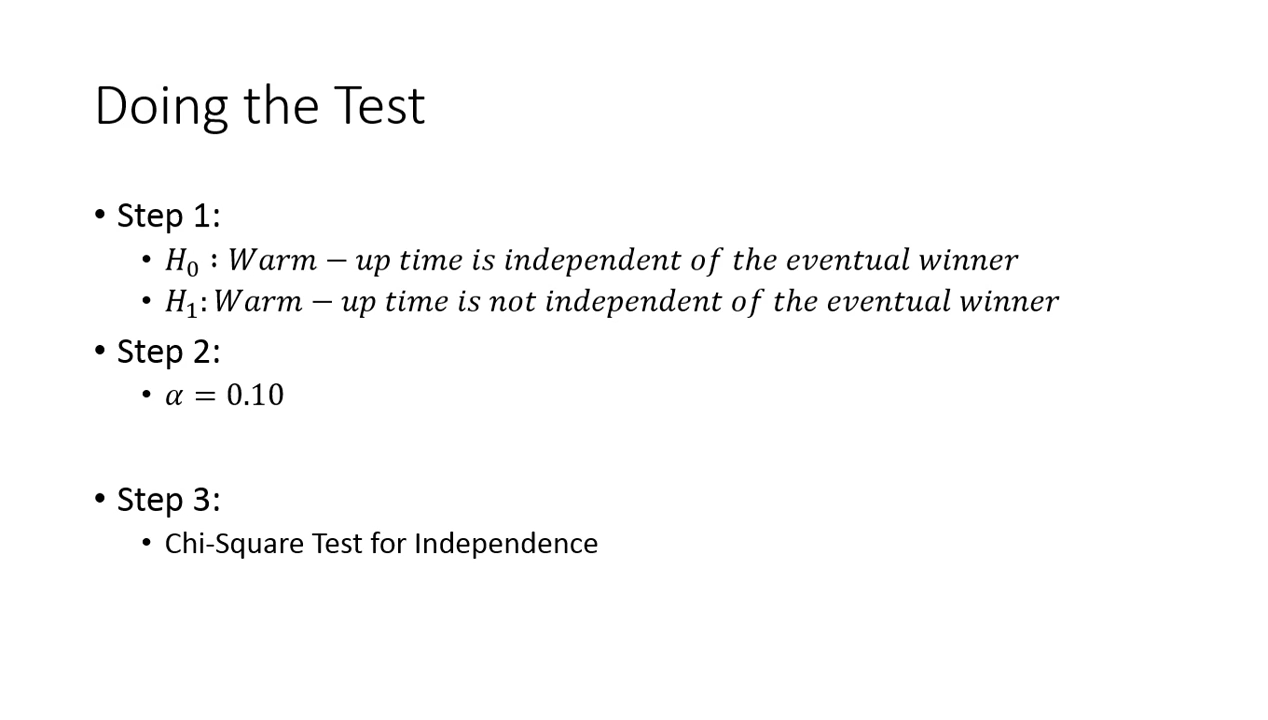 Doing the Test
• Step 1:
• H₀ : Warm − up time is independent of the eventual winner
• H₁: Warm − up time is not independent of the eventual winner
• Step 2:
• α = 0.10
• Step 3:
• Chi-Square Test for Independence